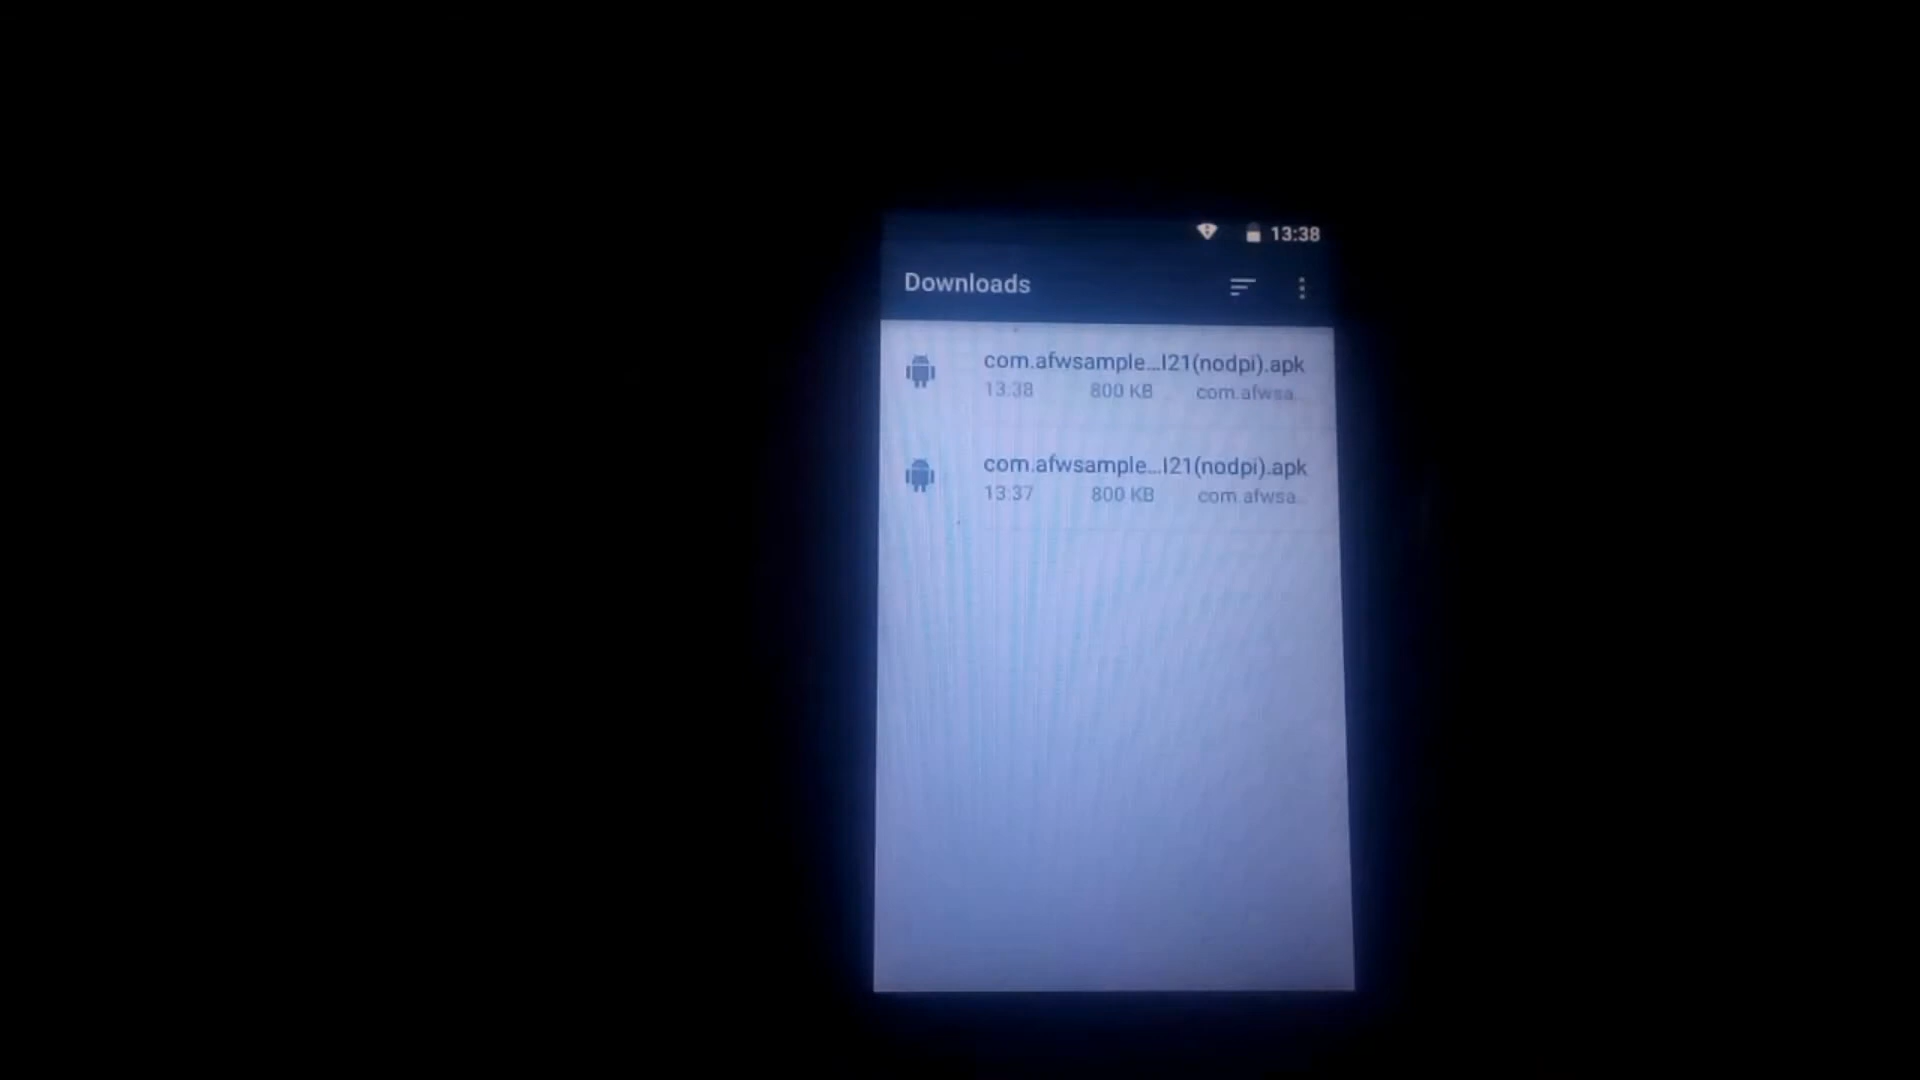 13:38
Downloads
com.afwsample...l21(nodpi).apk
13:38 800 KB com.afwsa..
com.afwsample...l21(nodpi).apk
13:37 800 KB com.afwsa..